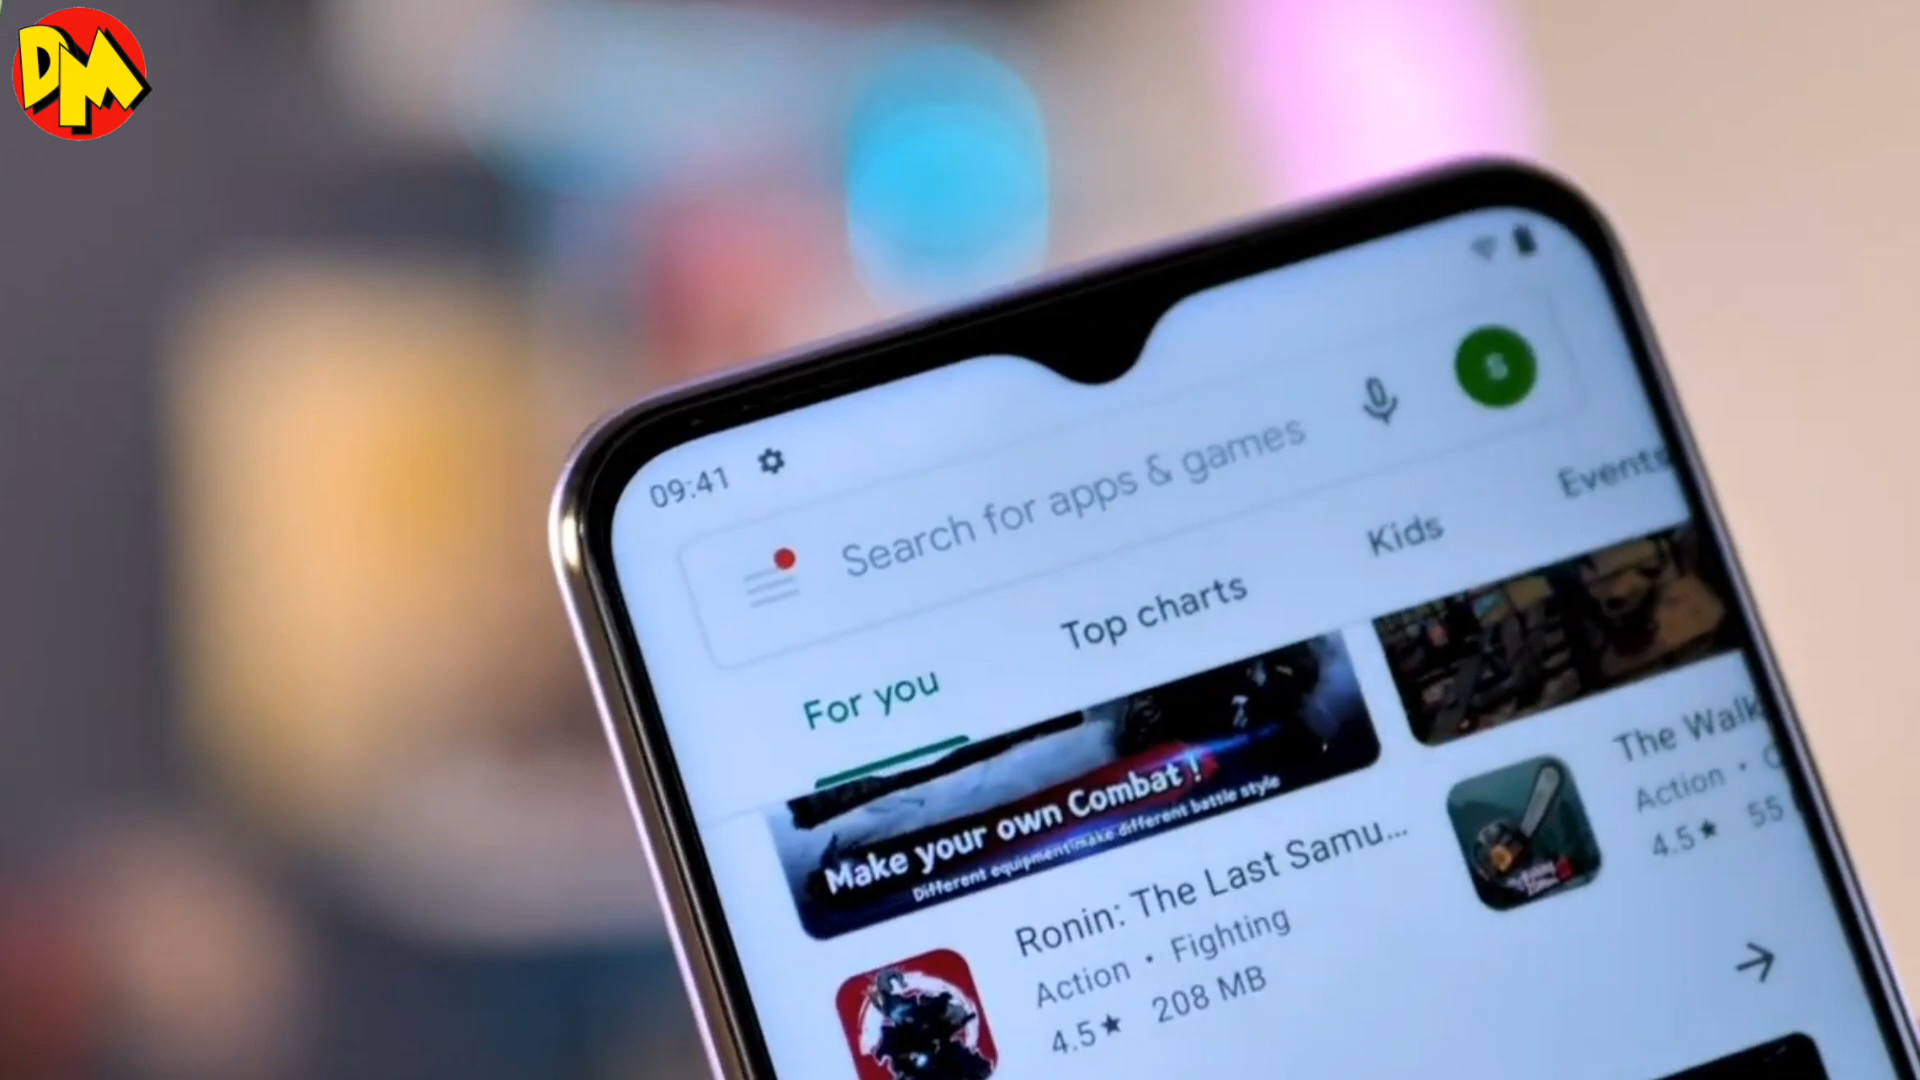 DM
09:41
S
Search for apps & games
For you
Top charts
Kids
Events
Make your own Combat !
Different equipment make different battle style
Ronin: The Last Samu...
Action • Fighting
4.5★ 208 MB
The Walk
Action •
4.5★ 55